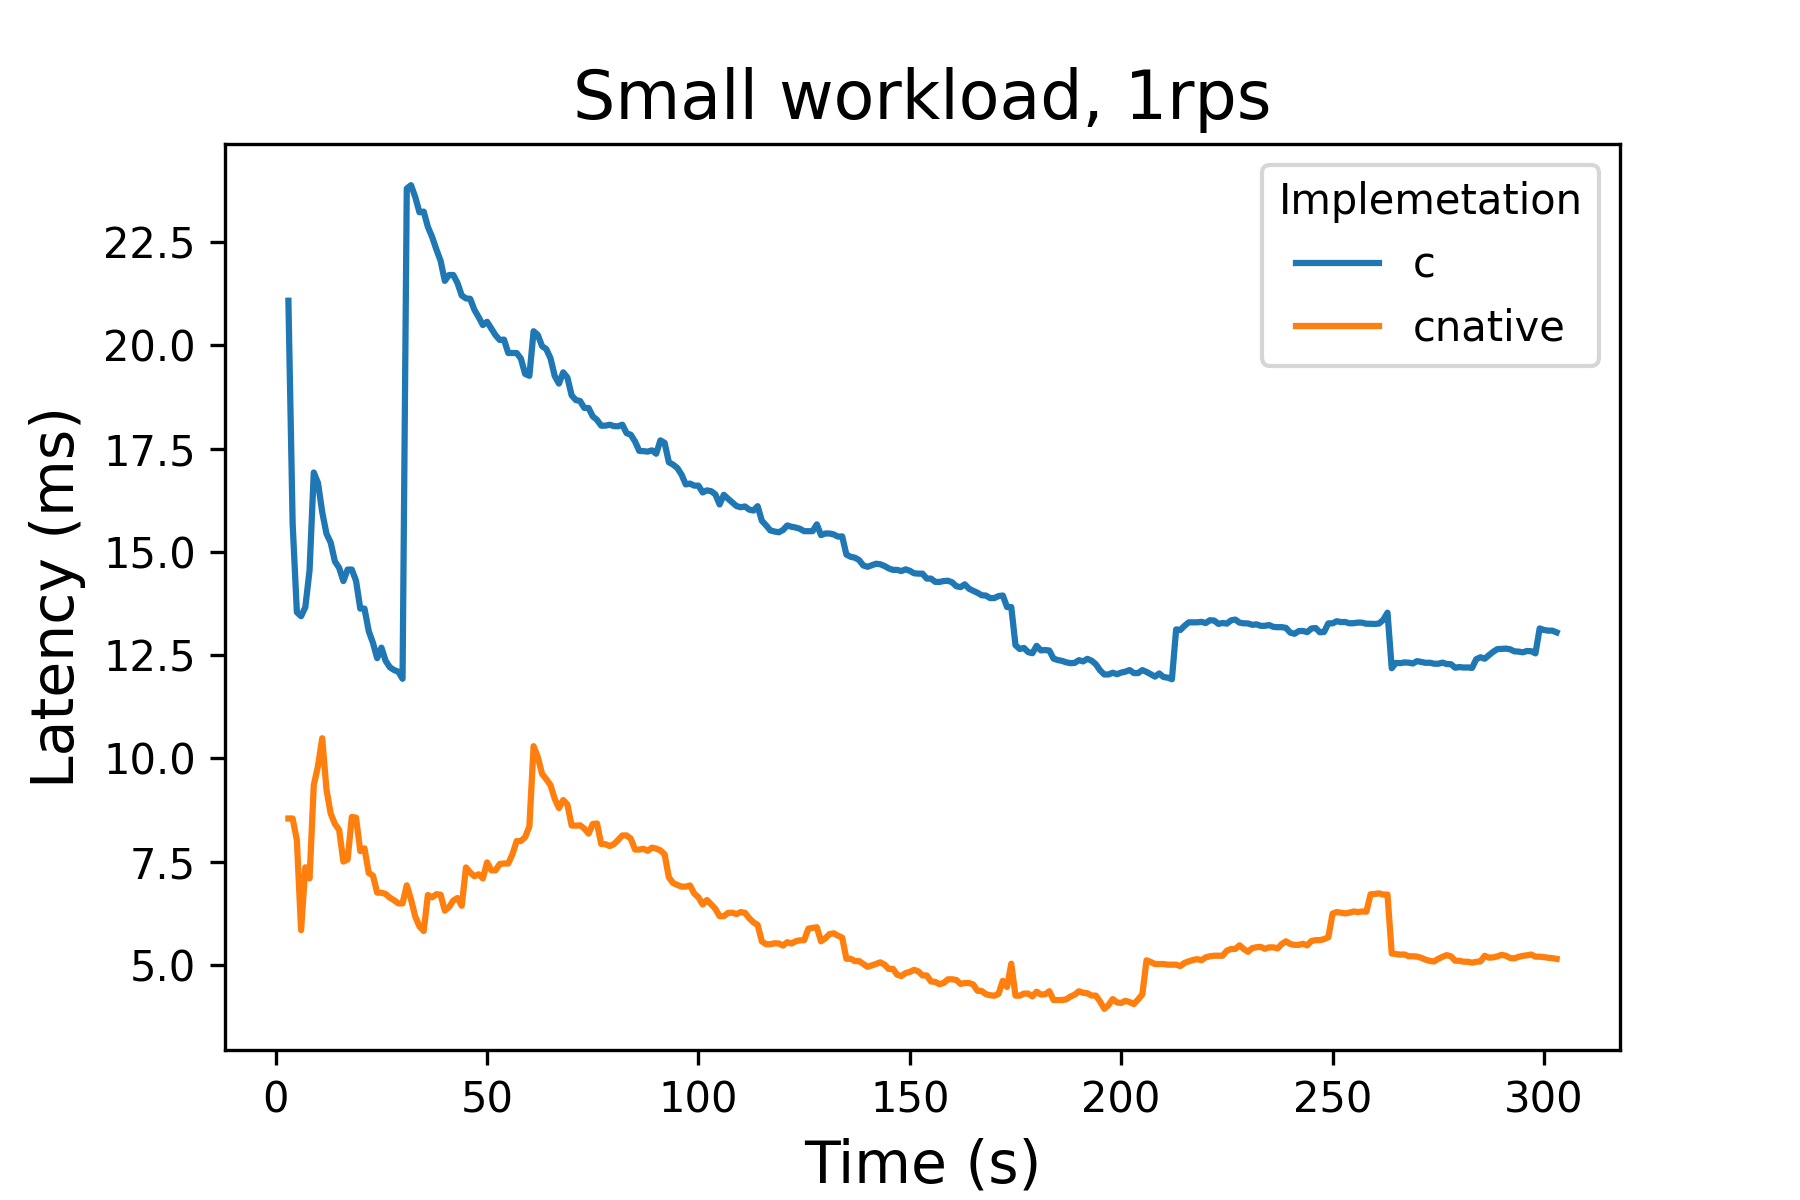 Small workload, 1rps
Implemetation
c
cnative
Latency (ms)
22.5
20.0
17.5
15.0
12.5
10.0
7.5
5.0
0 50 100 150 200 250 300
Time (s)